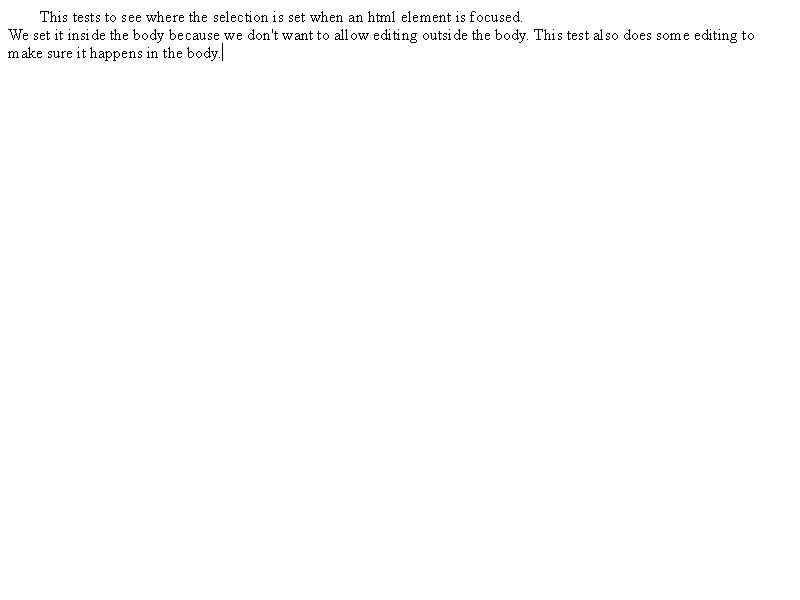 This tests to see where the selection is set when an html element is focused.
We set it inside the body because we don't want to allow editing outside the body. This test also does some editing to
make sure it happens in the body.